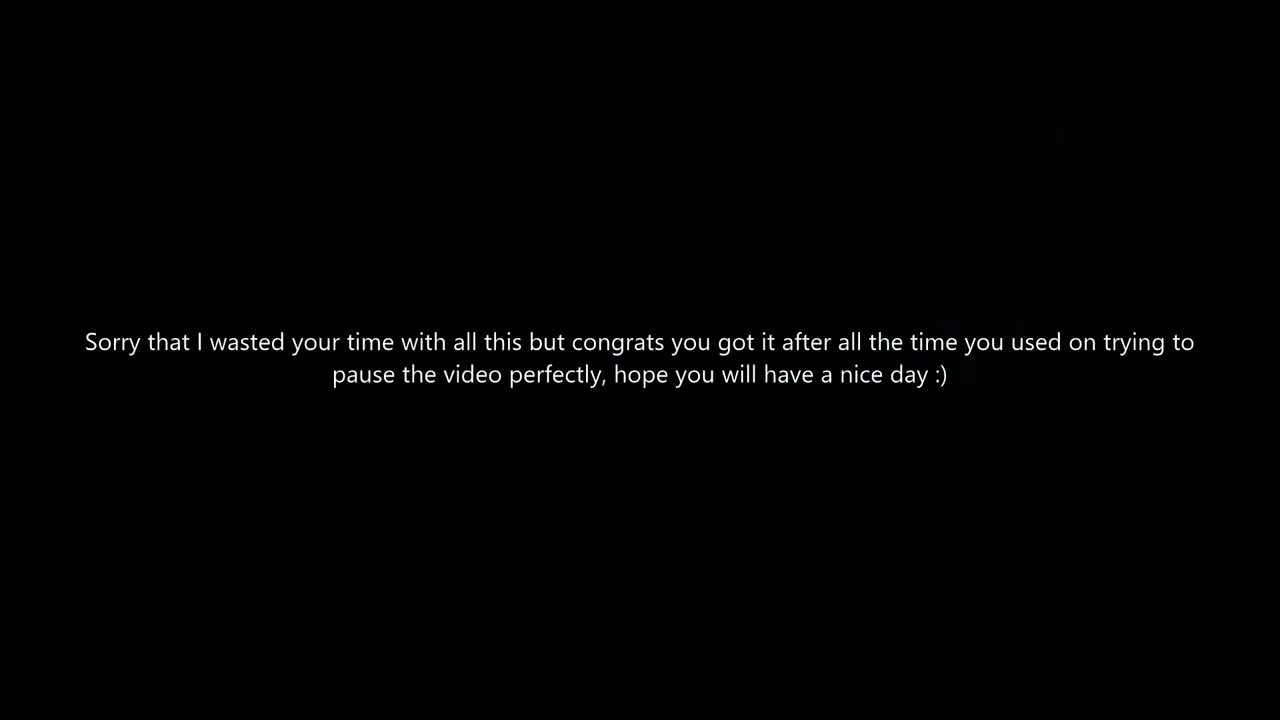 Sorry that I wasted your time with all this but congrats you got it after all the time you used on trying to
pause the video perfectly, hope you will have a nice day :)